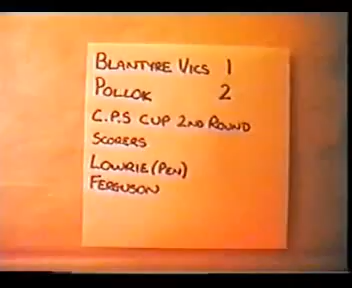 BLANTYRE VICS 1
POLLOK 2
C.P.S CUP 2ND ROUND
SCORERS
LOWRIE (PEN)
FERGUSON